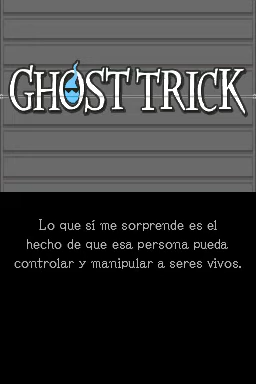 GHOST TRICK
Lo que sí me sorprende es el
hecho de que esa persona pueda
controlar y manipular a seres vivos.